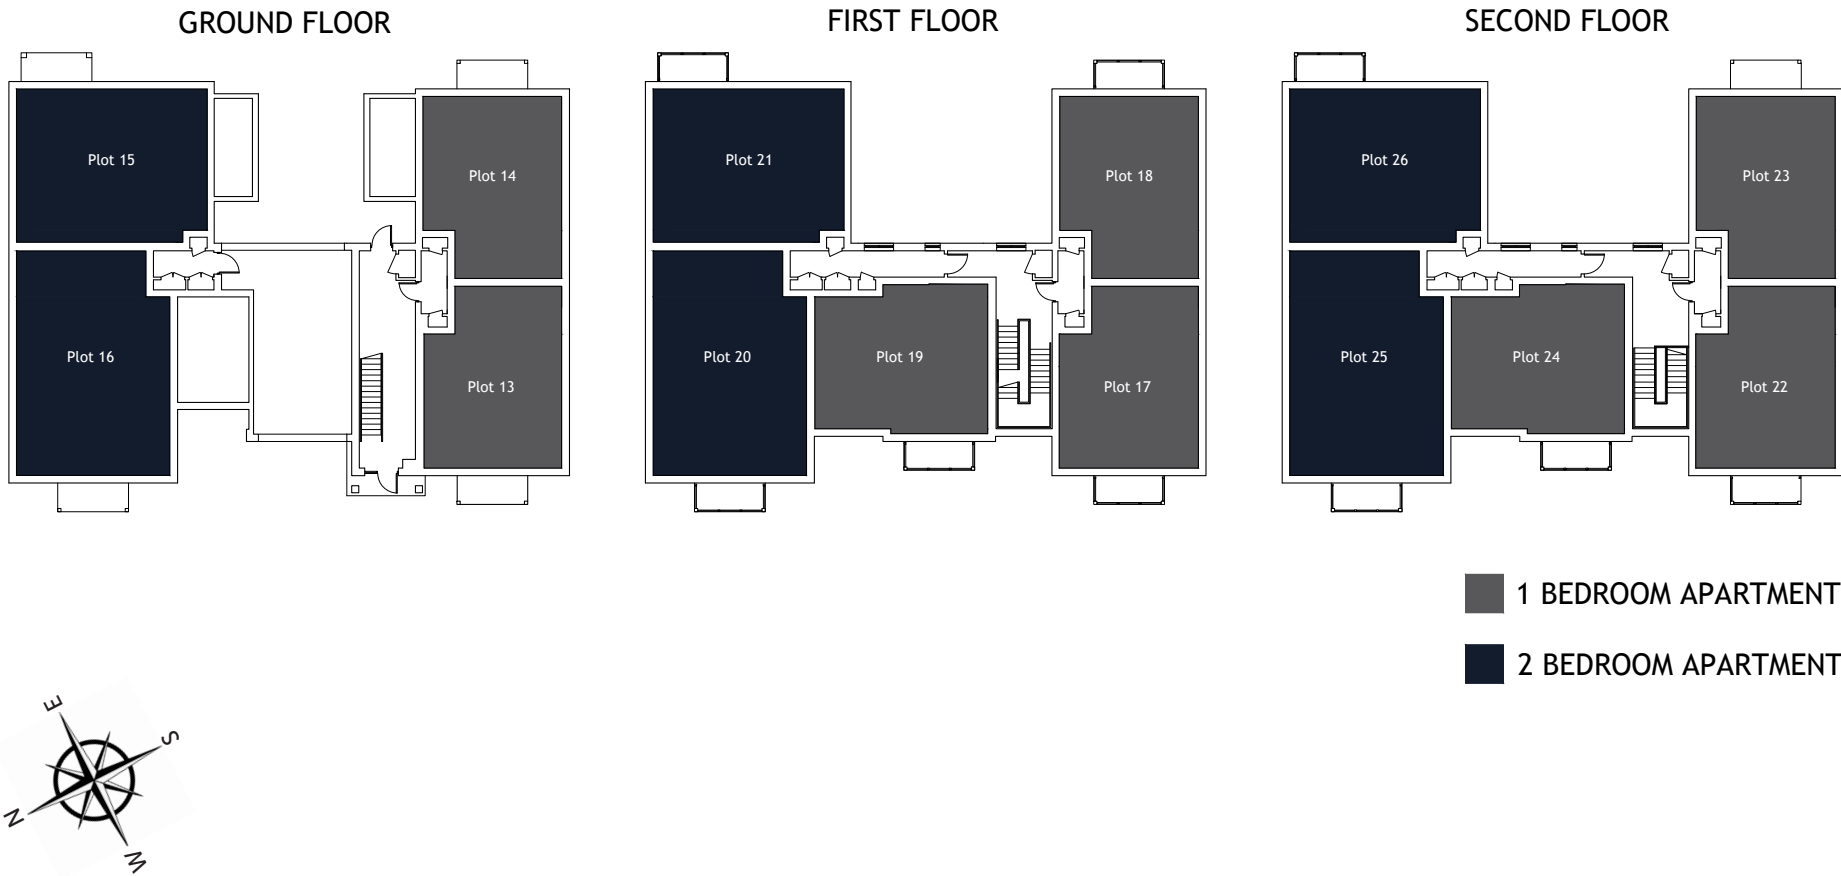 GROUND FLOOR
FIRST FLOOR
SECOND FLOOR
Plot 15
Plot 14
Plot 16
Plot 13
Plot 21
Plot 18
Plot 20
Plot 19
Plot 17
Plot 26
Plot 23
Plot 25
Plot 24
Plot 22
1 BEDROOM APARTMENT
2 BEDROOM APARTMENT
E
S
N
W